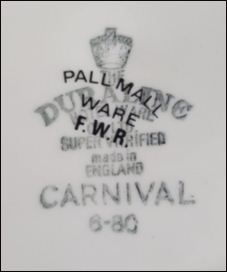 PALL MALL
WARE
F.W.R.
DURALINE
SUPER VITRIFIED
made in
ENGLAND
CARNIVAL
6-80